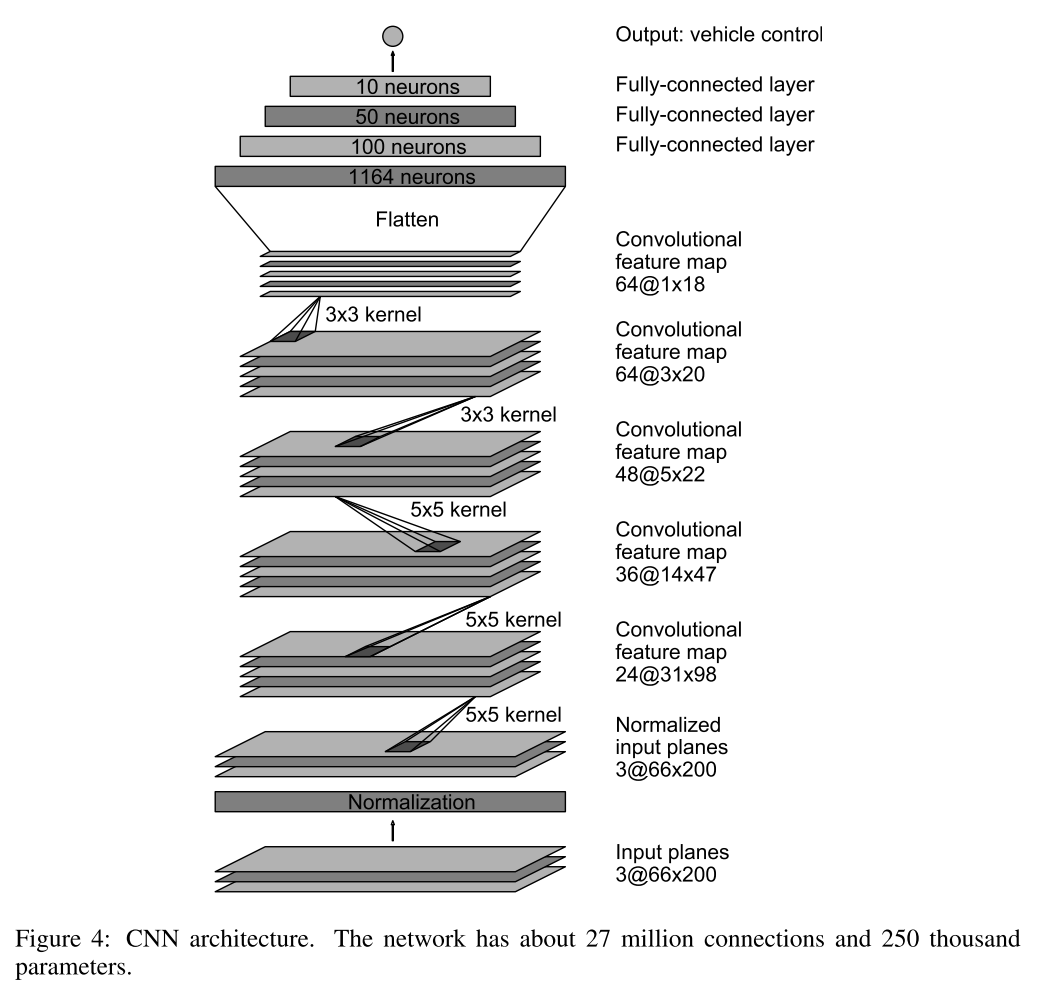 Output: vehicle control
10 neurons
Fully-connected layer
50 neurons
Fully-connected layer
100 neurons
Fully-connected layer
1164 neurons
Flatten
Convolutional
feature map
64@1x18
3x3 kernel
Convolutional
feature map
64@3x20
3x3 kernel
Convolutional
feature map
48@5x22
5x5 kernel
Convolutional
feature map
36@14x47
5x5 kernel
Convolutional
feature map
24@31x98
5x5 kernel
Normalized
input planes
3@66x200
Normalization
Input planes
3@66x200
Figure 4: CNN architecture. The network has about 27 million connections and 250 thousand
parameters.